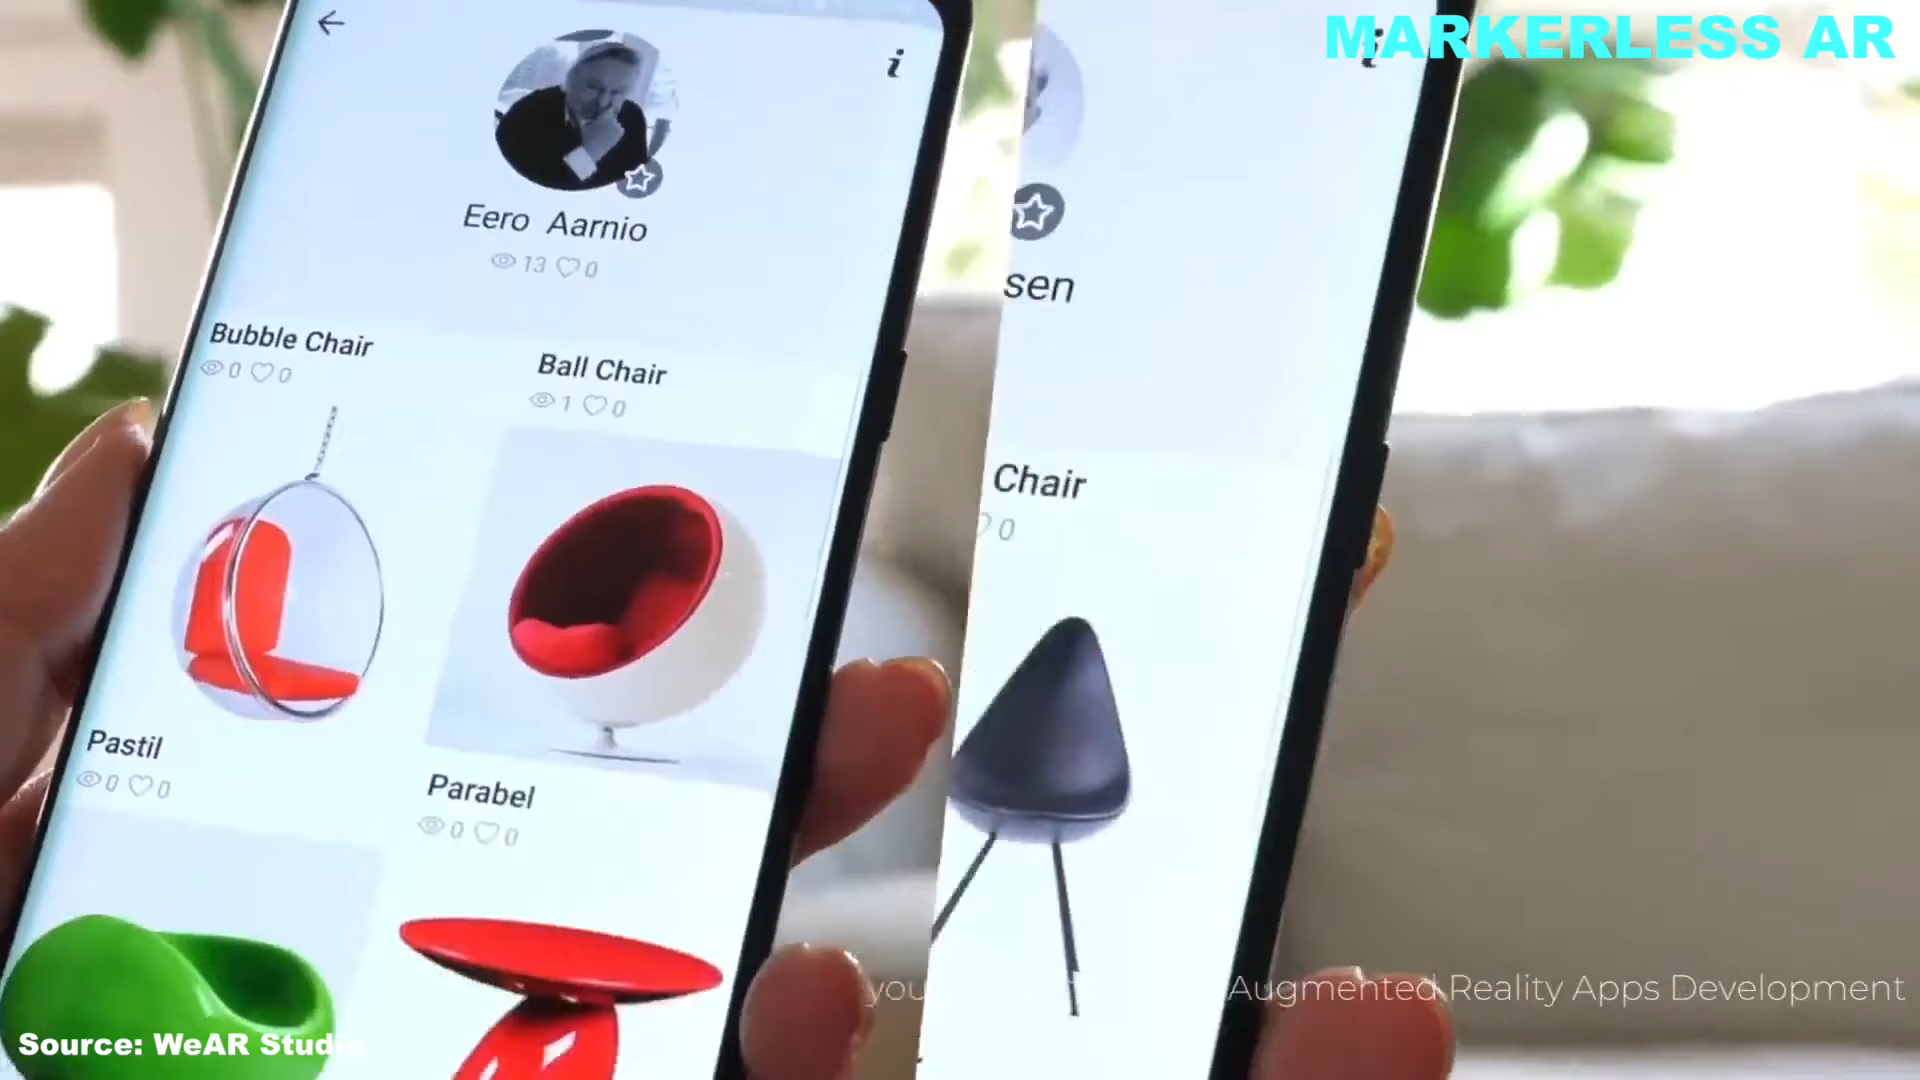 MARKERLESS AR
i
Eero Aarnio
13 0
Bubble Chair
0 0
Ball Chair
1 0
Pastil
0 0
Parabel
0 0
sen
Chair
0
you
Augmented Reality Apps Development
Source: WeAR Studio